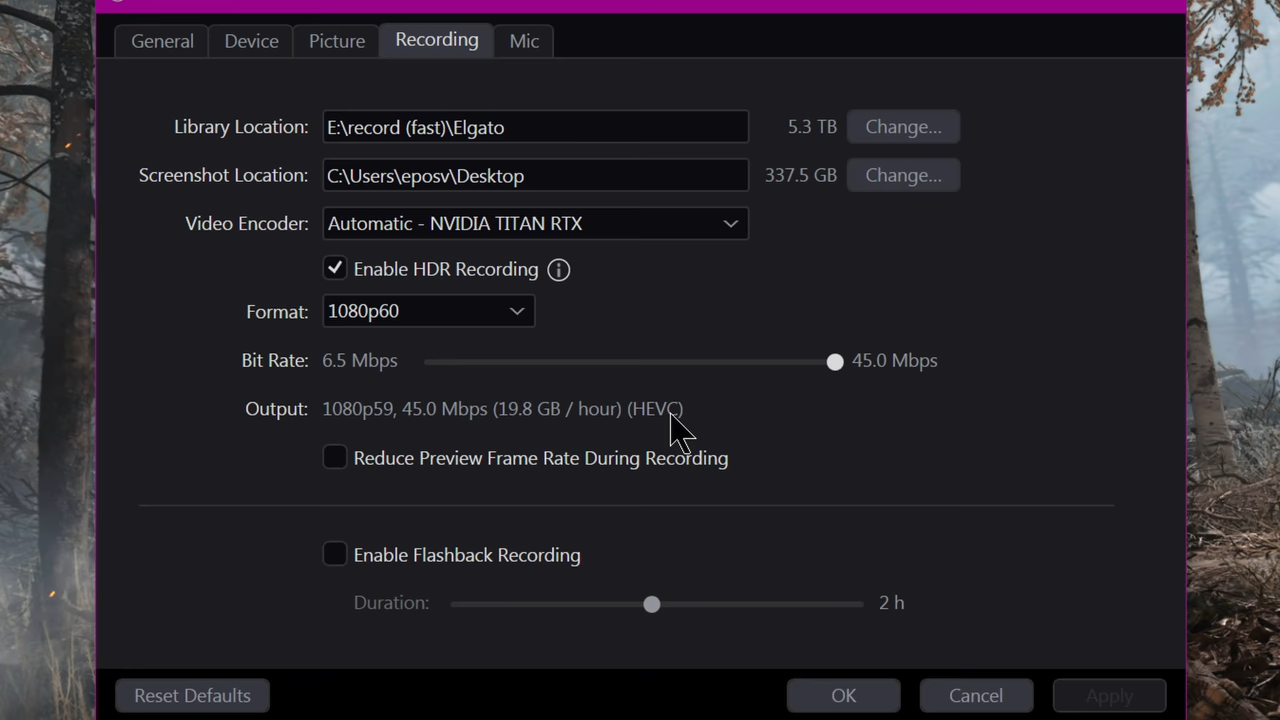 General Device Picture Recording Mic
Library Location: E:\record (fast)\Elgato 5.3 TB Change...
Screenshot Location: C:\Users\eposv\Desktop 337.5 GB Change...
Video Encoder: Automatic - NVIDIA TITAN RTX
Enable HDR Recording
Format: 1080p60
Bit Rate: 6.5 Mbps 45.0 Mbps
Output: 1080p59, 45.0 Mbps (19.8 GB / hour) (HEVC)
Reduce Preview Frame Rate During Recording
Enable Flashback Recording
Duration: 2 h
Reset Defaults OK Cancel Apply